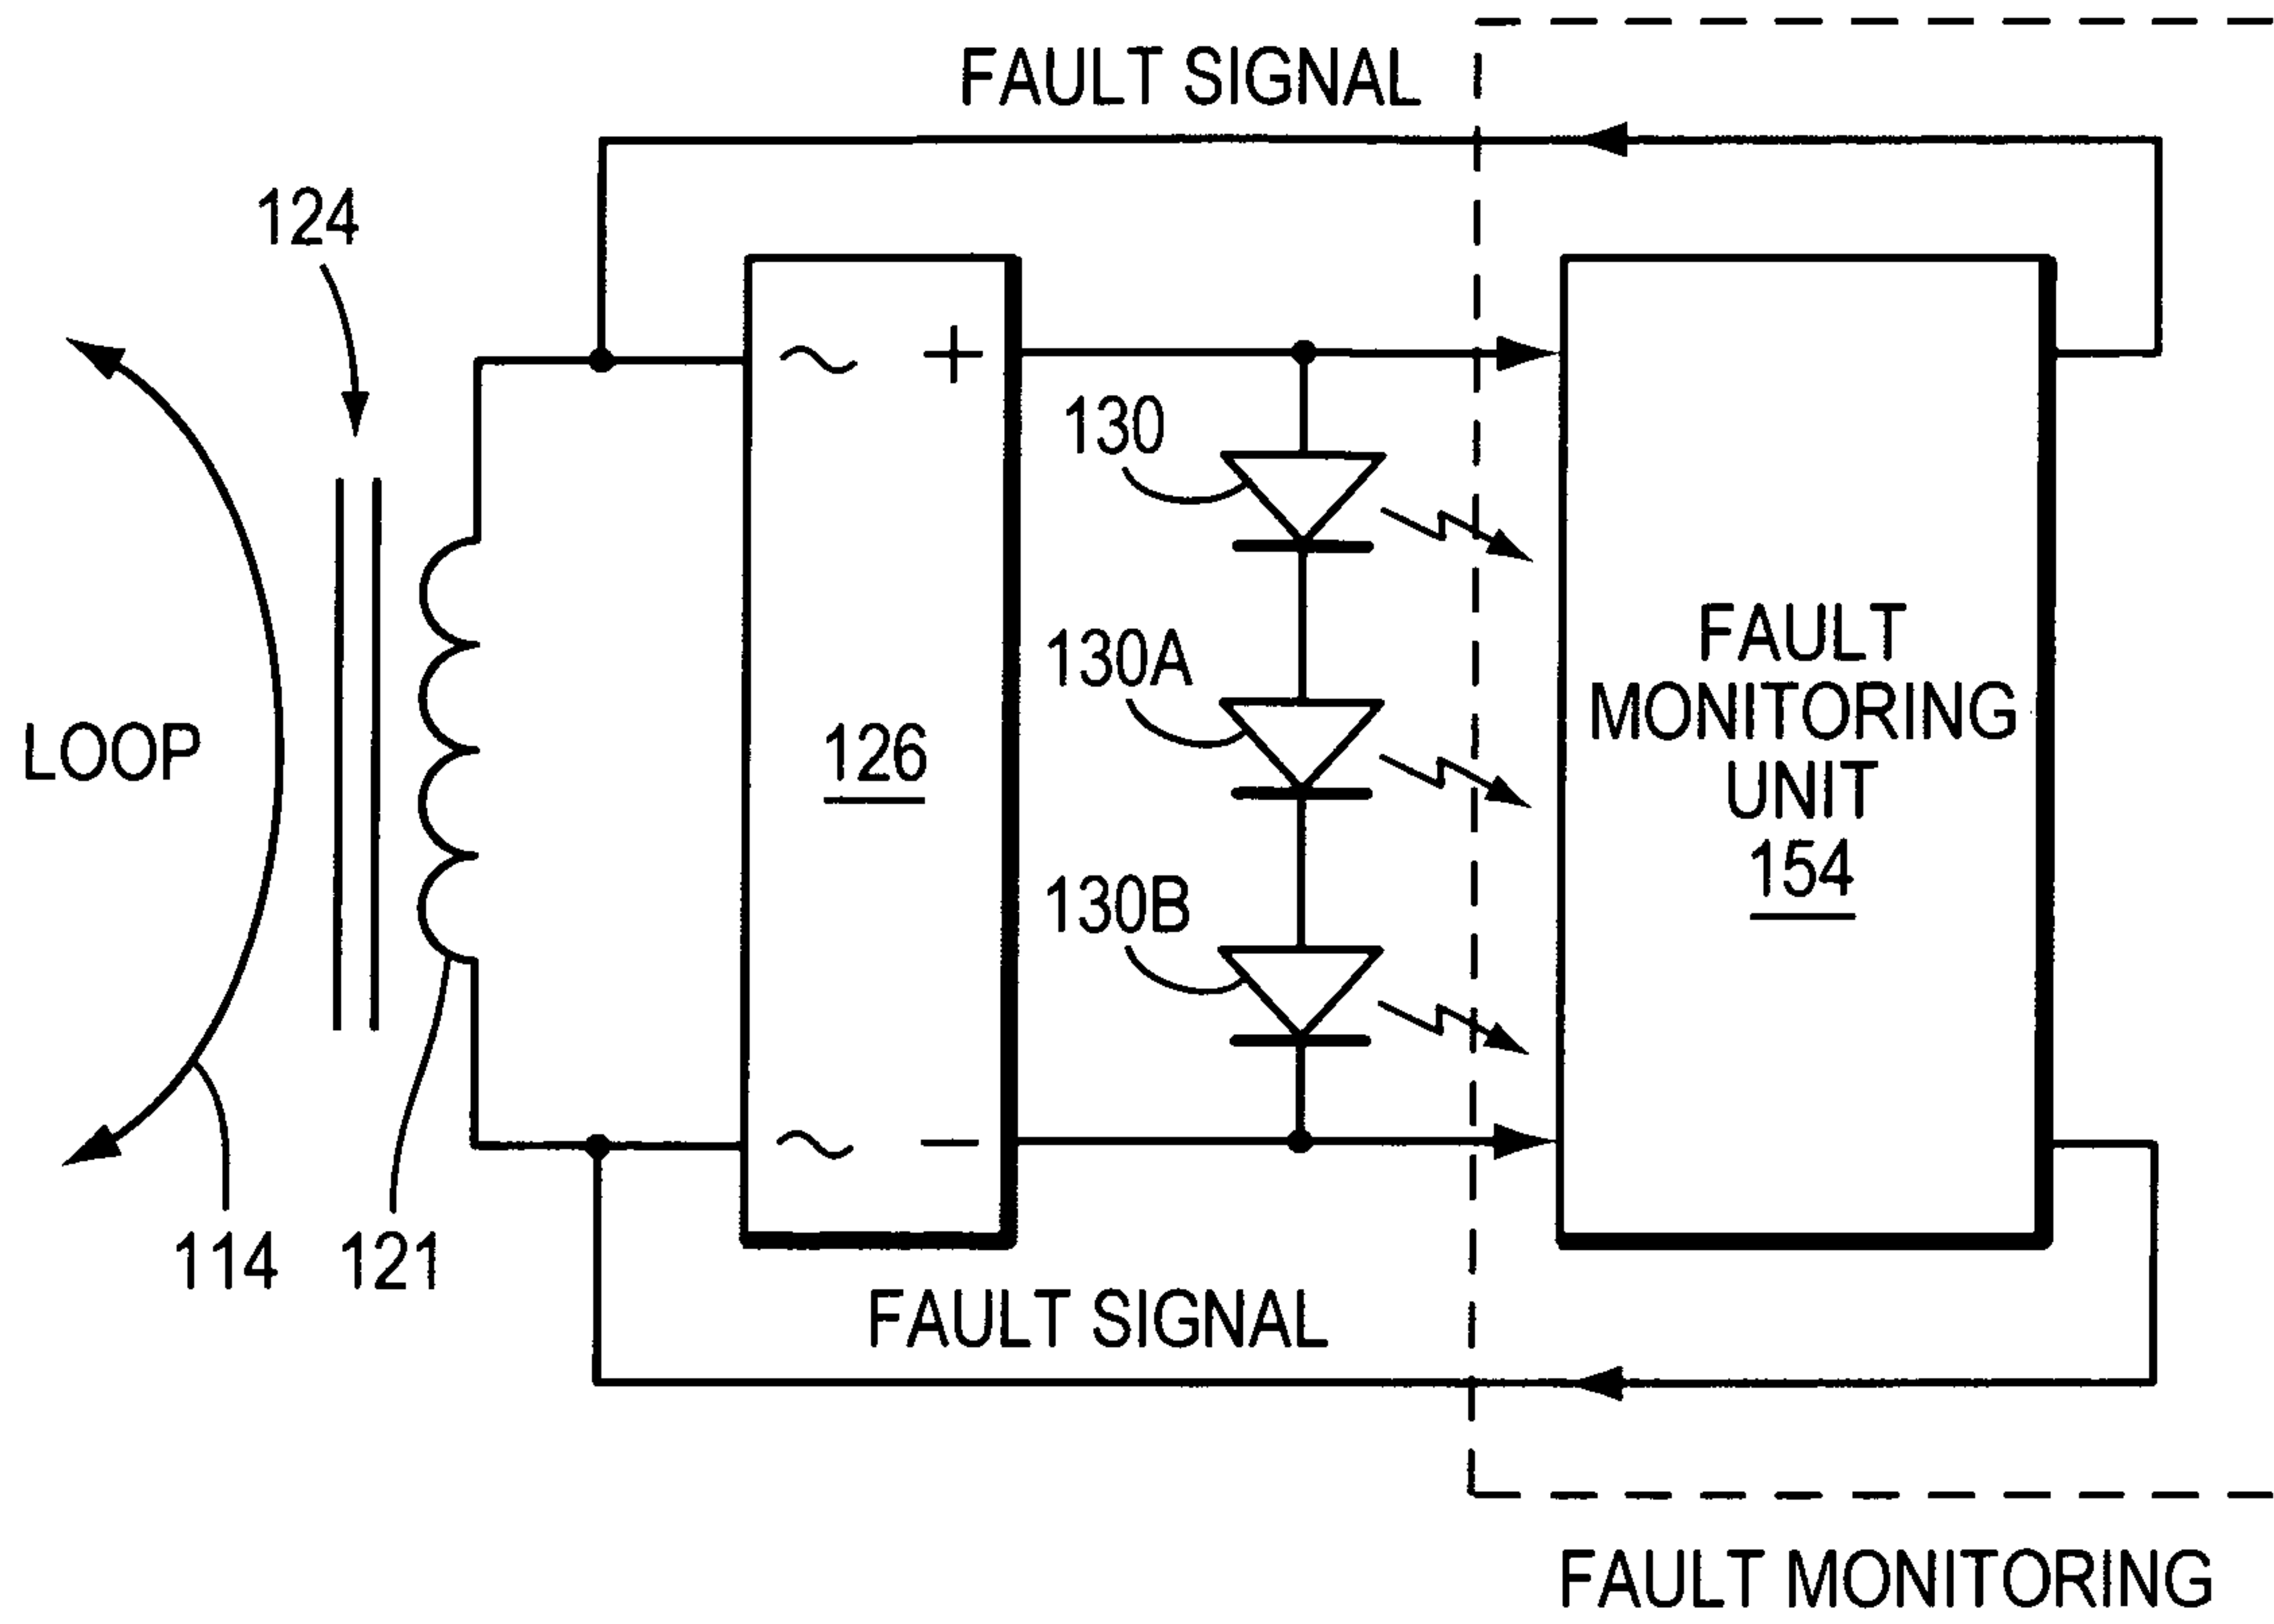 FAULT SIGNAL
124
130
130A
FAULT
MONITORING
UNIT
154
LOOP
126
130B
114
121
FAULT SIGNAL
FAULT MONITORING